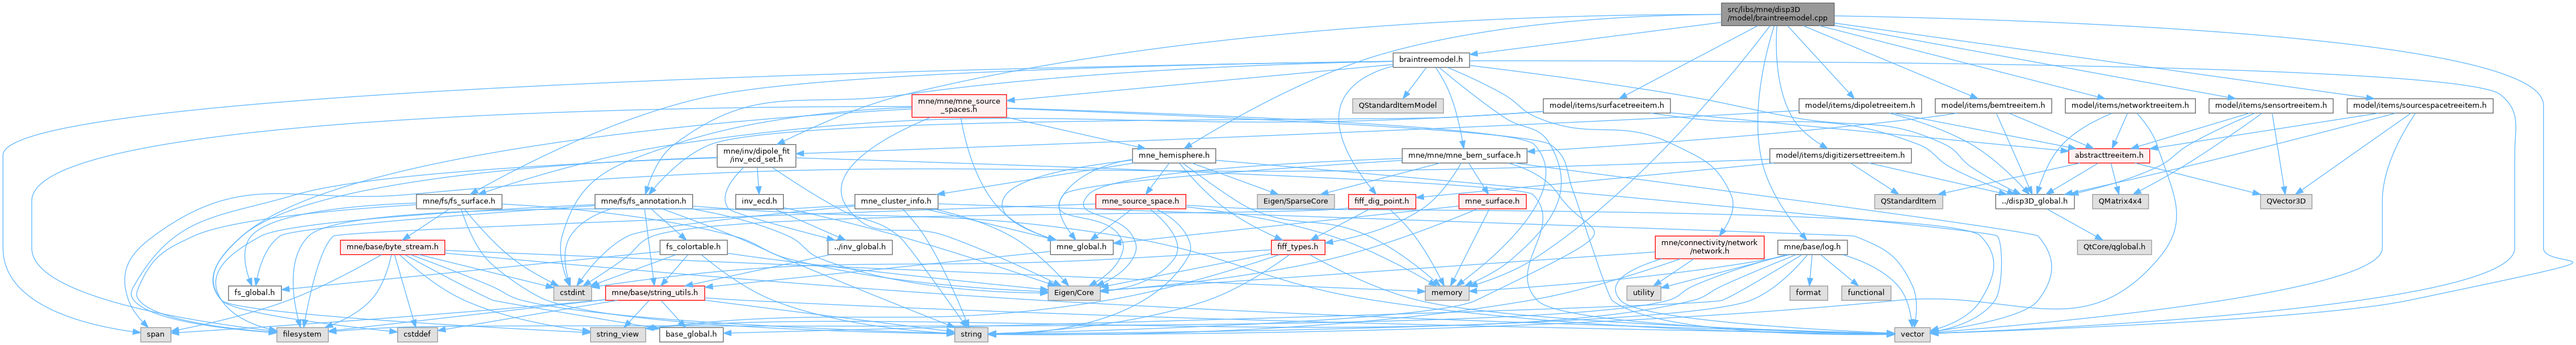 src/libs/mne/disp3D
/model/braintreemodel.cpp
braintreemodel.h
mne/mne/mne_source
_spaces.h
QStandardItemModel
model/items/surfacetreeitem.h
model/items/dipoletreeitem.h
model/items/bemtreeitem.h
model/items/networktreeitem.h
model/items/sensortreeitem.h
model/items/sourcespacetreeitem.h
mne/inv/dipole_fit
/inv_ecd_set.h
mne_hemisphere.h
mne/mne/mne_bem_surface.h
model/items/digitizersettreeitem.h
abstracttreeitem.h
mne/fs/fs_surface.h
mne/fs/fs_annotation.h
inv_ecd.h
mne_cluster_info.h
mne_source_space.h
Eigen/SparseCore
fiff_dig_point.h
mne_surface.h
QStandardItem
../disp3D_global.h
QMatrix4x4
QVector3D
mne/base/byte_stream.h
fs_colortable.h
../inv_global.h
mne_global.h
fiff_types.h
mne/connectivity/network
/network.h
mne/base/log.h
QtCore/qglobal.h
fs_global.h
cstdint
mne/base/string_utils.h
Eigen/Core
memory
utility
format
functional
span
filesystem
cstddef
string_view
base_global.h
string
vector